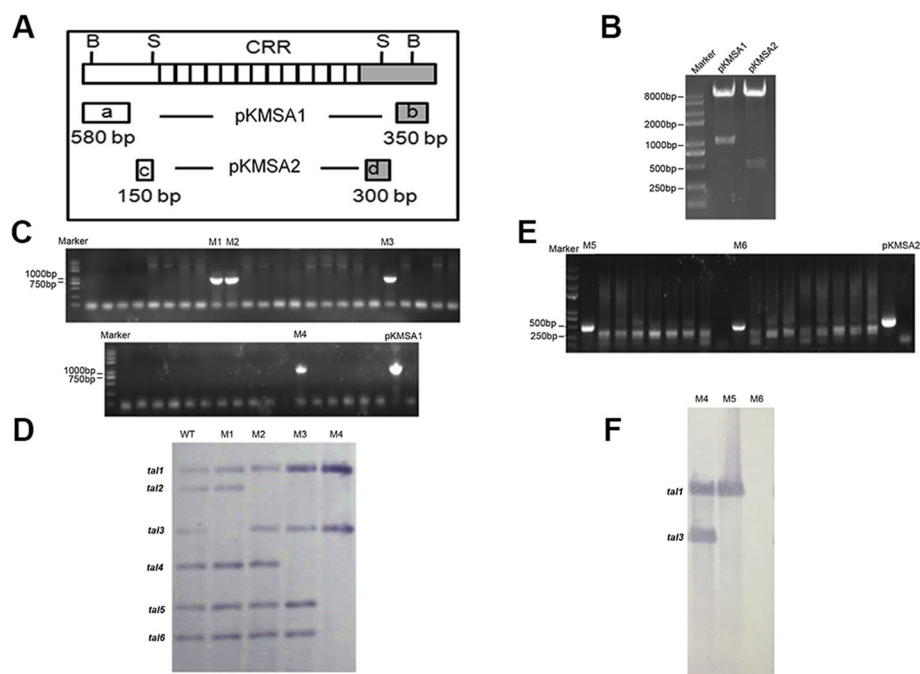 A
B S CRR S B
a pKMSA1 b
580 bp 350 bp
c pKMSA2 d
150 bp 300 bp
B
Marker pKMSA1 pKMSA2
8000bp
2000bp
1000bp
500bp
250bp
C
Marker M1 M2 M3
1000bp
750bp
Marker M4 pKMSA1
1000bp
750bp
E
Marker M5 M6 pKMSA2
500bp
250bp
D
WT M1 M2 M3 M4
tal1
tal2
tal3
tal4
tal5
tal6
F
M4 M5 M6
tal1
tal3